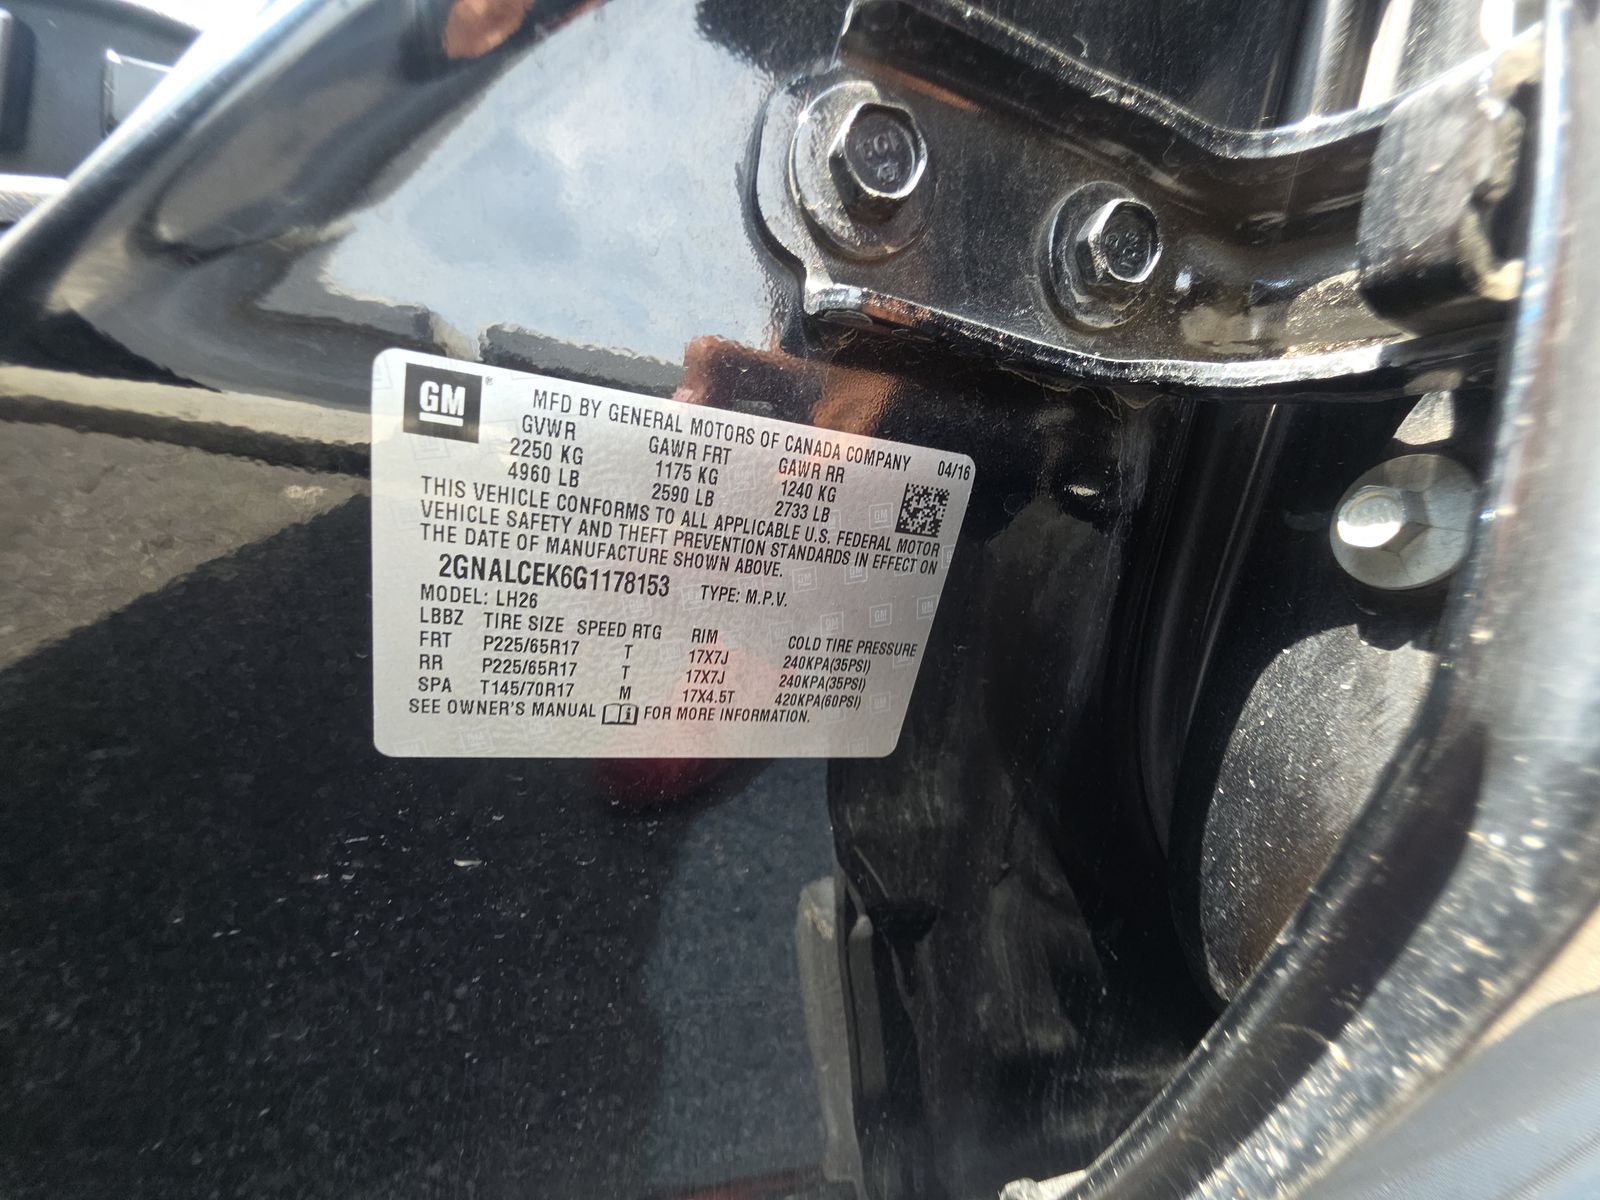 GM
MFD BY GENERAL MOTORS OF CANADA COMPANY 04/16
GVWR GAWR FRT GAWR RR
2250 KG 1175 KG 1240 KG
4960 LB 2590 LB 2733 LB
THIS VEHICLE CONFORMS TO ALL APPLICABLE U.S. FEDERAL MOTOR
VEHICLE SAFETY AND THEFT PREVENTION STANDARDS IN EFFECT ON
THE DATE OF MANUFACTURE SHOWN ABOVE.
2GNALCEK6G1178153 TYPE: M.P.V.
MODEL: LH26
LBBZ TIRE SIZE SPEED RTG RIM COLD TIRE PRESSURE
FRT P225/65R17 T 17X7J 240KPA(35PSI)
RR P225/65R17 T 17X7J 240KPA(35PSI)
SPA T145/70R17 M 17X4.5T 420KPA(60PSI)
SEE OWNER'S MANUAL FOR MORE INFORMATION.